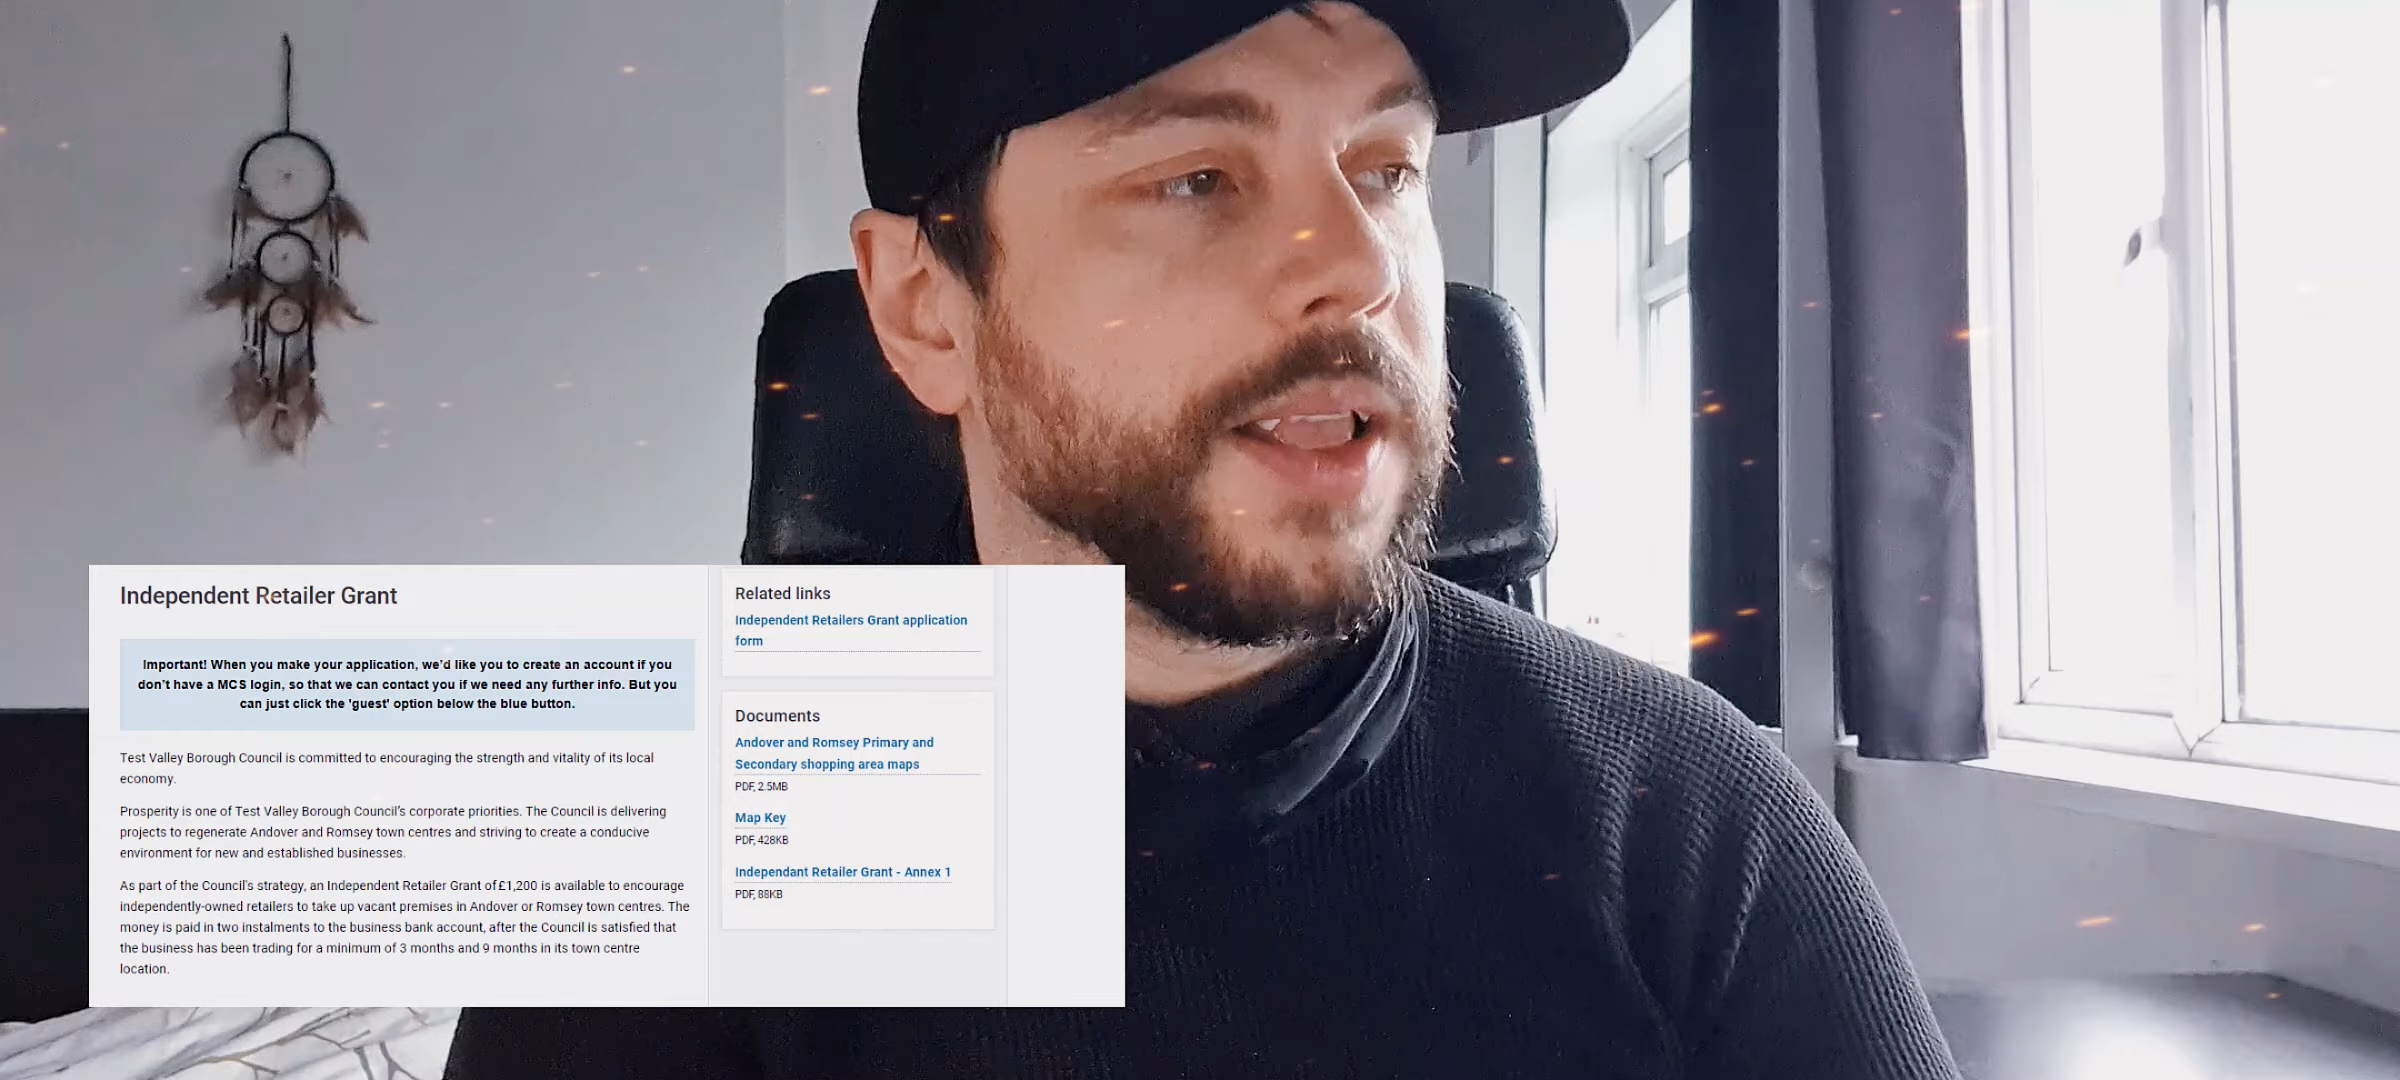 Independent Retailer Grant
Important! When you make your application, we'd like you to create an account if you
don't have a MCS login, so that we can contact you if we need any further info. But you
can just click the 'guest' option below the blue button.
Test Valley Borough Council is committed to encouraging the strength and vitality of its local
economy.
Prosperity is one of Test Valley Borough Council's corporate priorities. The Council is delivering
projects to regenerate Andover and Romsey town centres and striving to create a conducive
environment for new and established businesses.
As part of the Council's strategy, an Independent Retailer Grant of £1,200 is available to encourage
independently-owned retailers to take up vacant premises in Andover or Romsey town centres. The
money is paid in two instalments to the business bank account, after the Council is satisfied that
the business has been trading for a minimum of 3 months and 9 months in its town centre
location.
Related links
Independent Retailers Grant application
form
Documents
Andover and Romsey Primary and
Secondary shopping area maps
PDF, 2.5MB
Map Key
PDF, 428KB
Independant Retailer Grant - Annex 1
PDF, 88KB